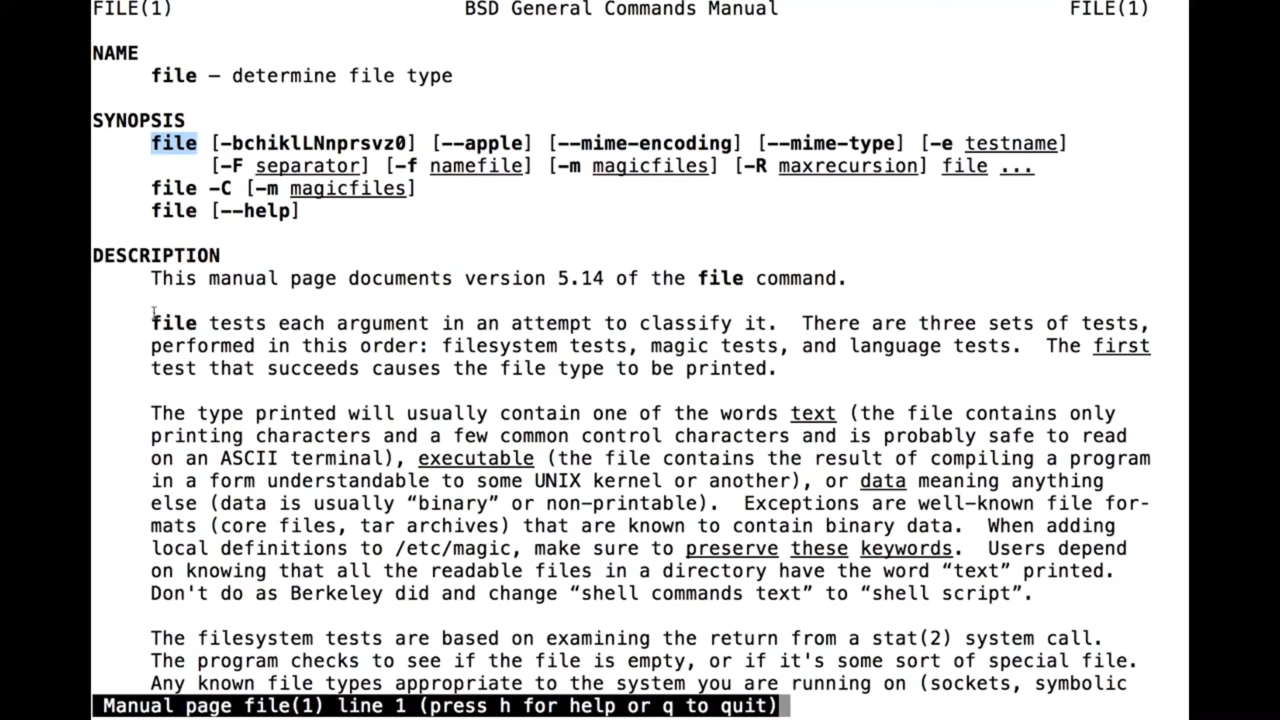 FILE(1) BSD General Commands Manual FILE(1)
NAME
file – determine file type
SYNOPSIS
file [-bchiklLNnprsvz0] [--apple] [--mime-encoding] [--mime-type] [-e testname]
[-F separator] [-f namefile] [-m magicfiles] [-R maxrecursion] file ...
file -C [-m magicfiles]
file [--help]
DESCRIPTION
This manual page documents version 5.14 of the file command.
file tests each argument in an attempt to classify it.  There are three sets of tests,
performed in this order: filesystem tests, magic tests, and language tests.  The first
test that succeeds causes the file type to be printed.
The type printed will usually contain one of the words text (the file contains only
printing characters and a few common control characters and is probably safe to read
on an ASCII terminal), executable (the file contains the result of compiling a program
in a form understandable to some UNIX kernel or another), or data meaning anything
else (data is usually “binary” or non-printable).  Exceptions are well-known file for-
mats (core files, tar archives) that are known to contain binary data.  When adding
local definitions to /etc/magic, make sure to preserve these keywords.  Users depend
on knowing that all the readable files in a directory have the word “text” printed.
Don't do as Berkeley did and change “shell commands text” to “shell script”.
The filesystem tests are based on examining the return from a stat(2) system call.
The program checks to see if the file is empty, or if it's some sort of special file.
Any known file types appropriate to the system you are running on (sockets, symbolic
Manual page file(1) line 1 (press h for help or q to quit)